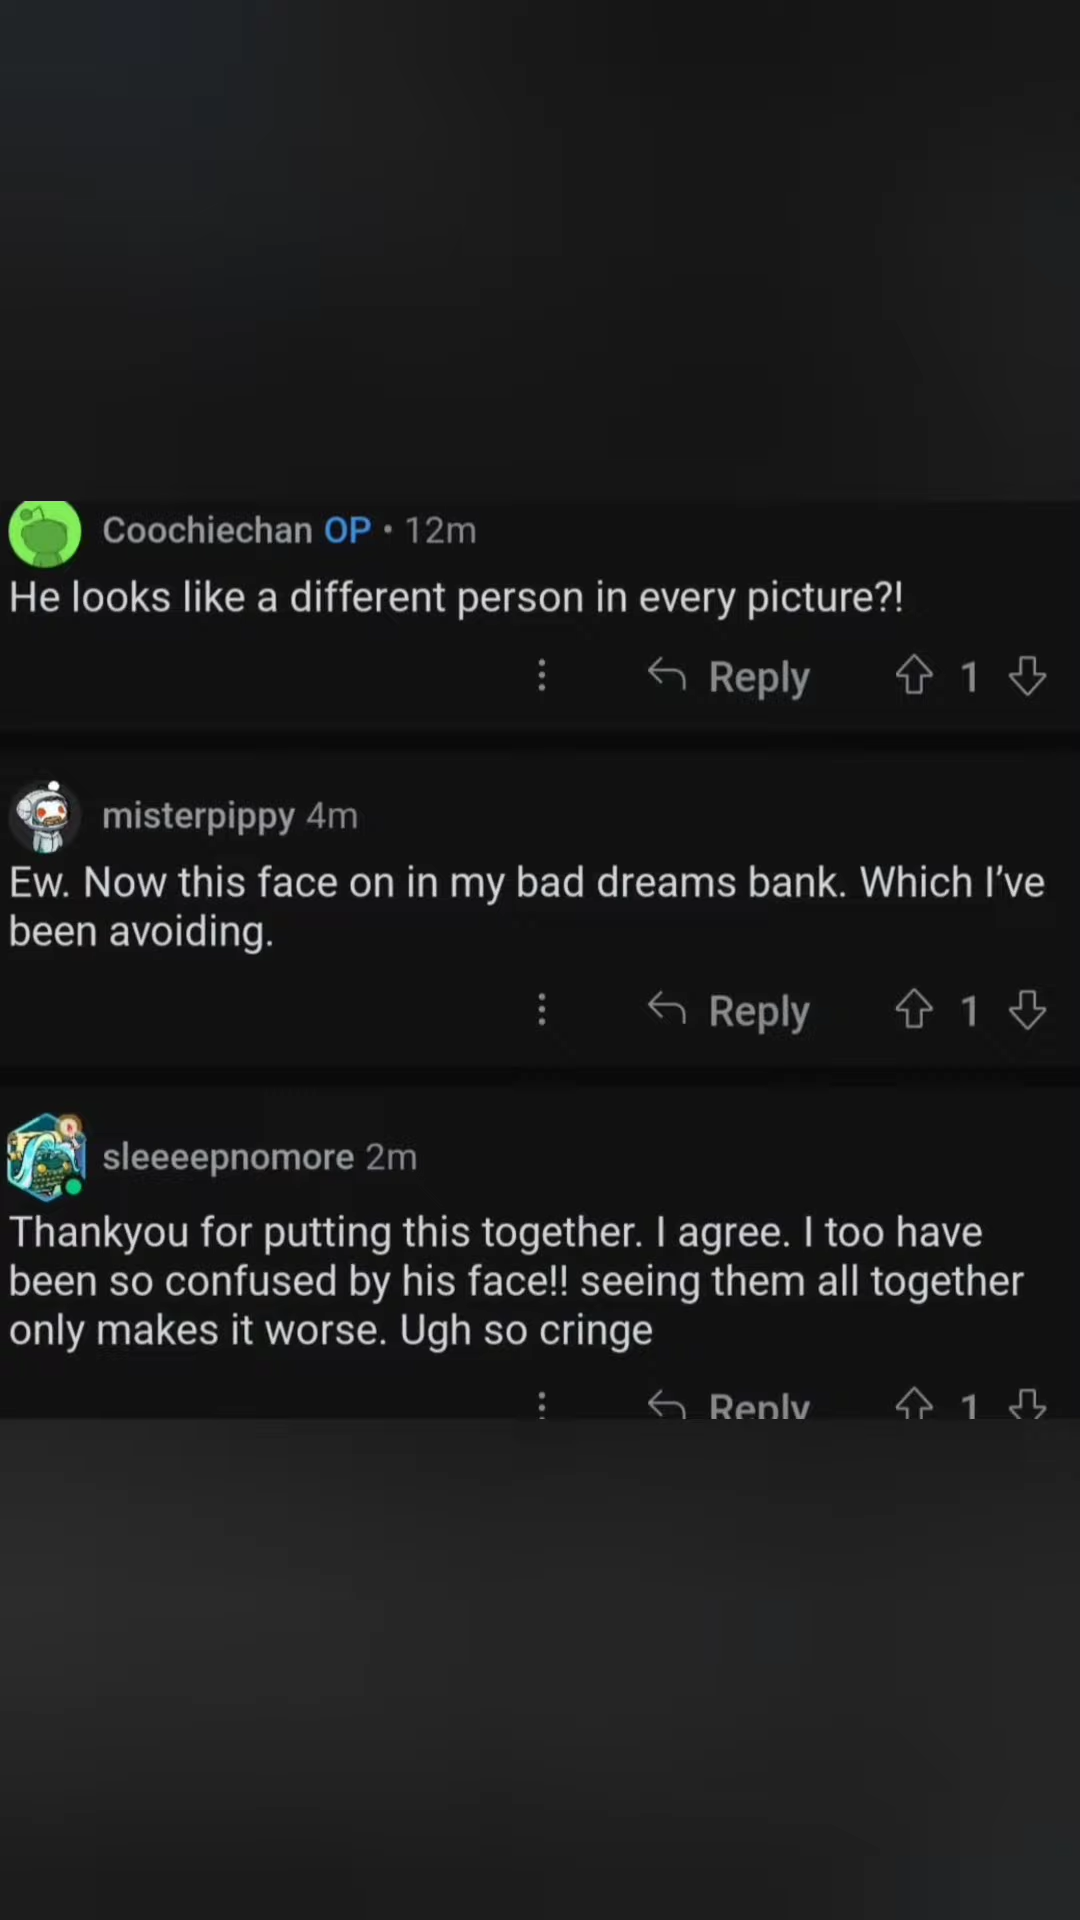 Coochiechan OP • 12m
He looks like a different person in every picture?!
Reply 1
misterpippy 4m
Ew. Now this face on in my bad dreams bank. Which I've
been avoiding.
Reply 1
sleeeepnomore 2m
Thankyou for putting this together. I agree. I too have
been so confused by his face!! seeing them all together
only makes it worse. Ugh so cringe
Reply 1